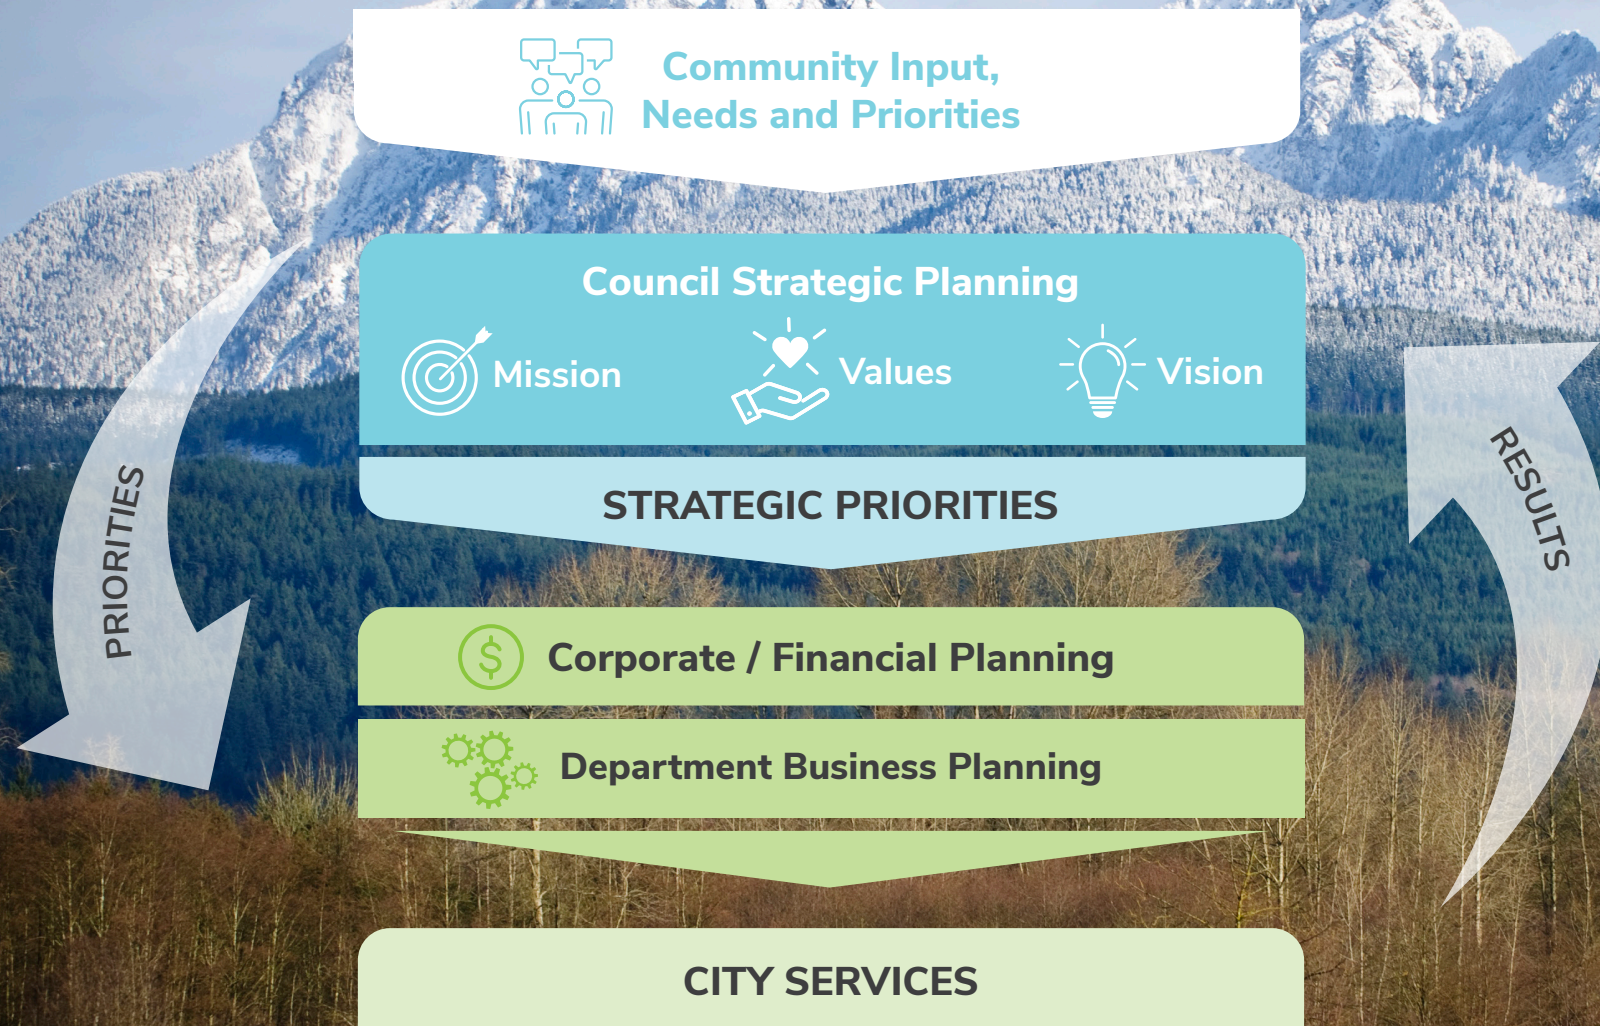 Community Input,
Needs and Priorities
Council Strategic Planning
Mission
Values
Vision
STRATEGIC PRIORITIES
PRIORITIES
RESULTS
Corporate / Financial Planning
Department Business Planning
CITY SERVICES